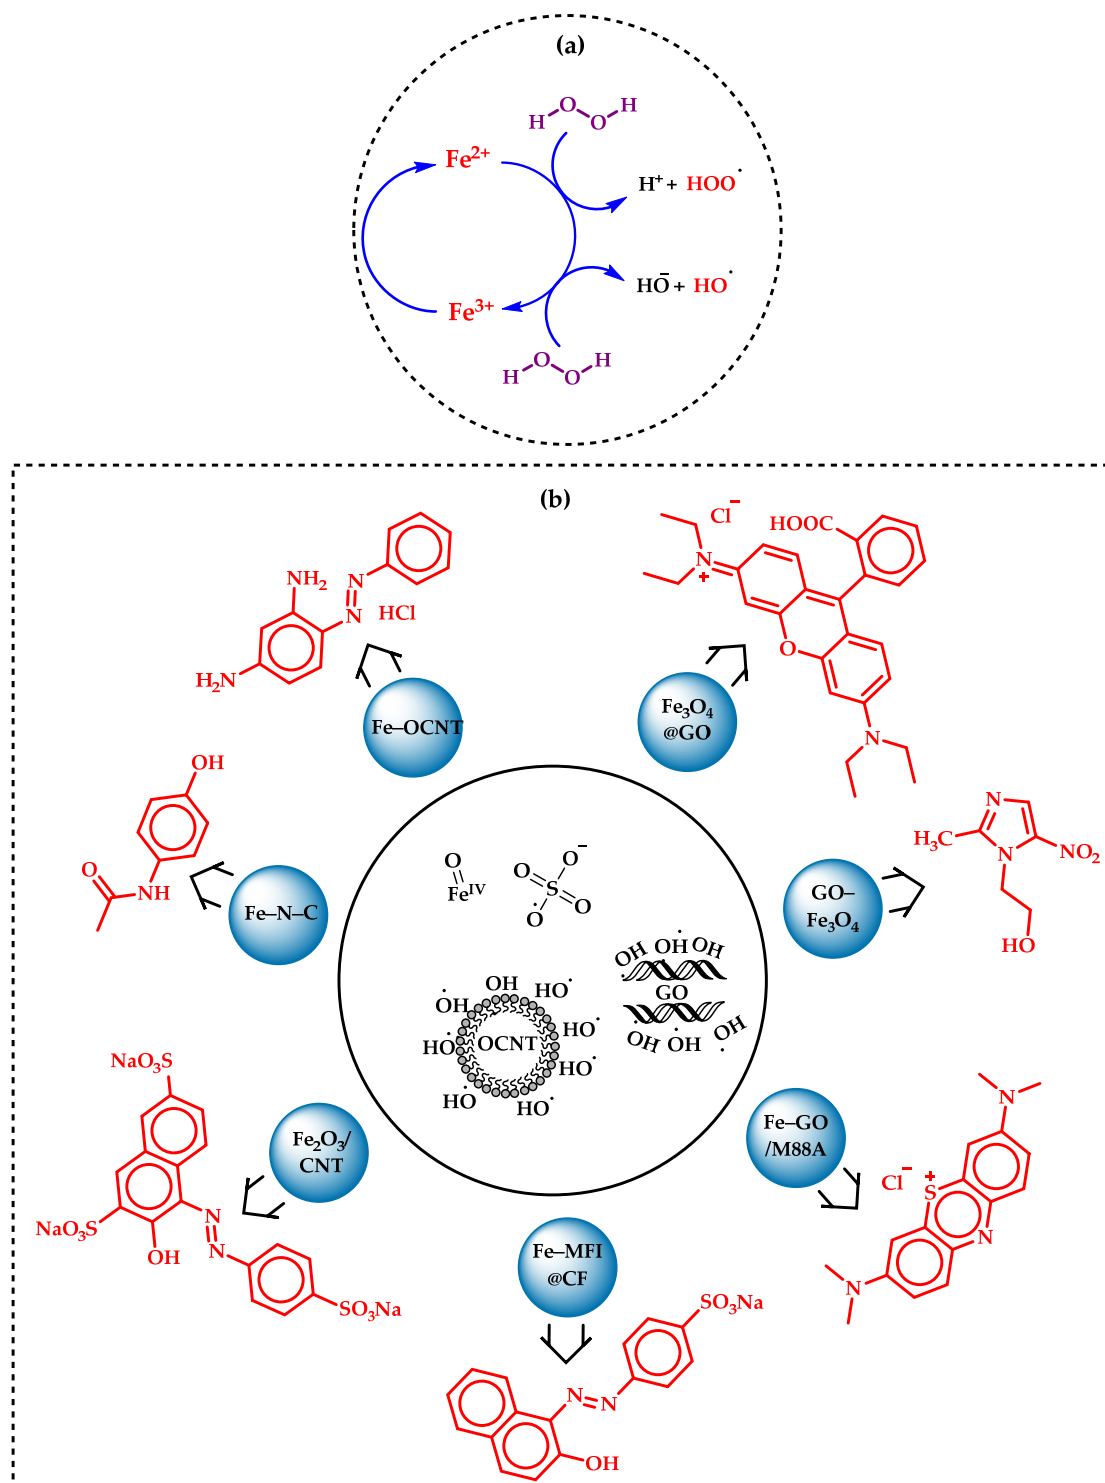 (a)
H O O H
Fe²⁺
H⁺ + HOO˙
HO⁻ + HO˙
Fe³⁺
H O O H
(b)
Cl⁻
HOOC
N⁺
O
N
NH₂
N
N
HCl
H₂N
Fe–OCNT
Fe₃O₄
@GO
OH
O
NH
Fe–N–C
N
H₃C
N
NO₂
HO
GO–
Fe₃O₄
O
Feᴵⱽ
O⁻
O
S
O
O˙
OH OH OH
GO
OH OH OH
OH OH HO˙
HO
OCNT
HO˙
HO˙
HO HO˙
NaO₃S
NaO₃S
OH
N
N
SO₃Na
Fe₂O₃/
CNT
Fe–GO
/M88A
N
Cl⁻
S⁺
N
N
Fe–MFI
@CF
SO₃Na
N
N
OH